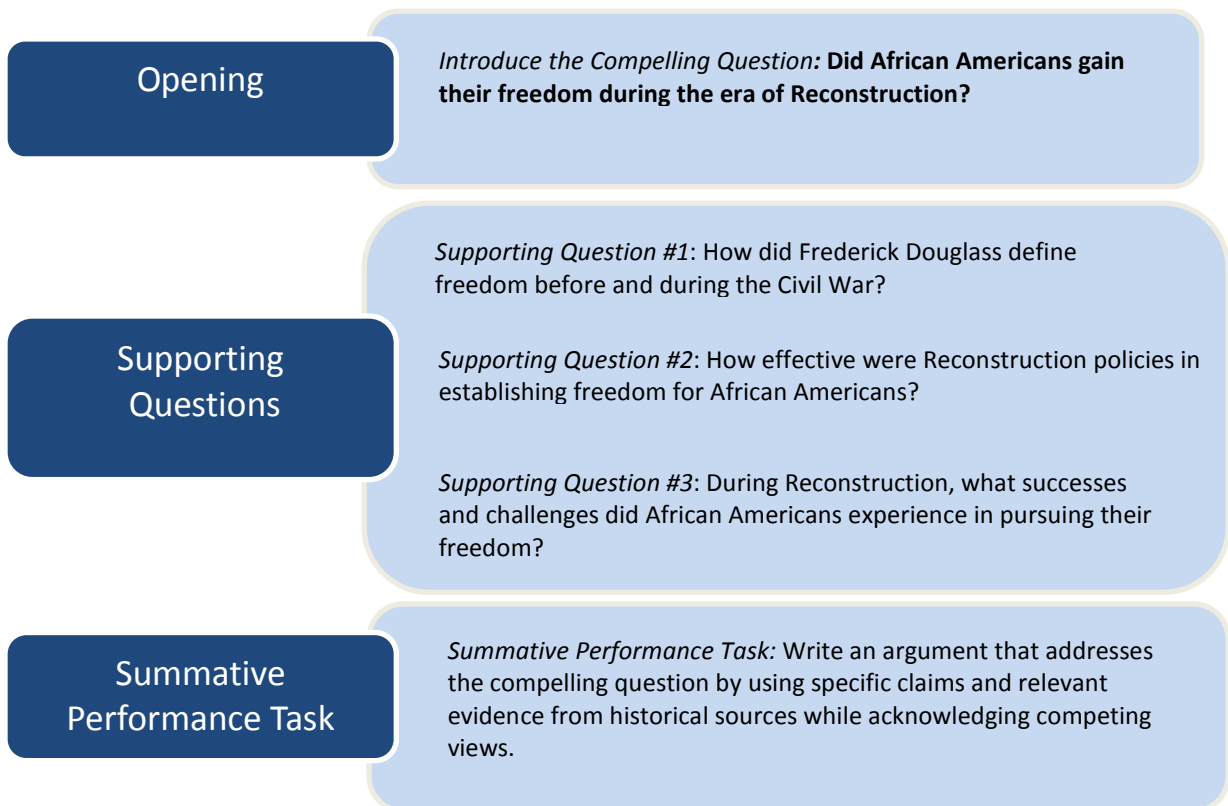 Opening
Introduce the Compelling Question: Did African Americans gain
their freedom during the era of Reconstruction?
Supporting
Questions
Supporting Question #1: How did Frederick Douglass define
freedom before and during the Civil War?
Supporting Question #2: How effective were Reconstruction policies in
establishing freedom for African Americans?
Supporting Question #3: During Reconstruction, what successes
and challenges did African Americans experience in pursuing their
freedom?
Summative
Performance Task
Summative Performance Task: Write an argument that addresses
the compelling question by using specific claims and relevant
evidence from historical sources while acknowledging competing
views.